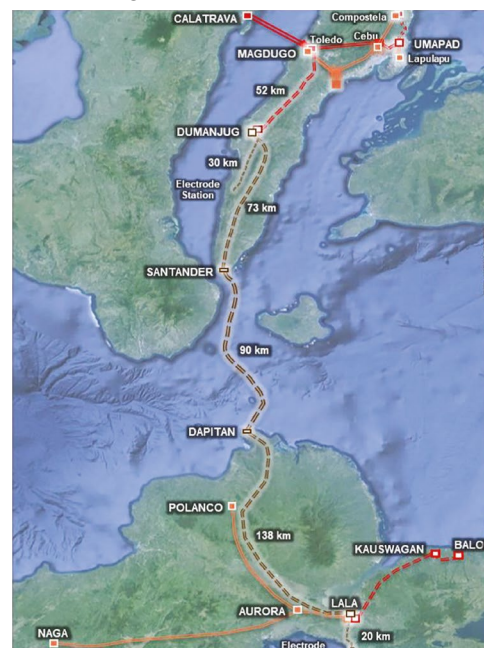 CALATRAVA
Compostela
Toledo
Cebu
UMAPAD
MAGDUGO
Lapulapu
52 km
DUMANJUG
30 km
Electrode
Station
73 km
SANTANDER
90 km
DAPITAN
POLANCO
138 km
KAUSWAGAN
BALO
LALA
AURORA
20 km
NAGA
Electrode